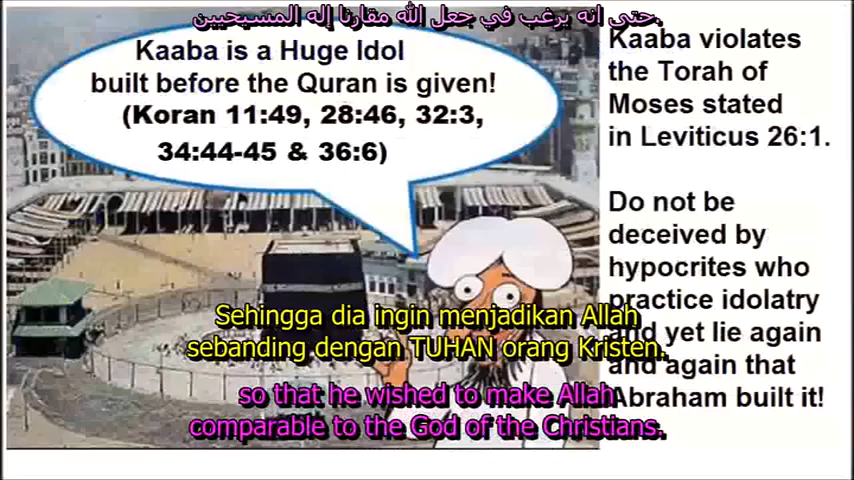 حتى انه يرغب في جعل الله مقارنا إله المسيحيين.
Kaaba is a Huge Idol
built before the Quran is given!
(Koran 11:49, 28:46, 32:3,
34:44-45 & 36:6)
Kaaba violates
the Torah of
Moses stated
in Leviticus 26:1.
Do not be
deceived by
hypocrites who
practice idolatry
and yet lie again
and again that
Abraham built it!
Sehingga dia ingin menjadikan Allah
sebanding dengan TUHAN orang Kristen.
so that he wished to make Allah
comparable to the God of the Christians.